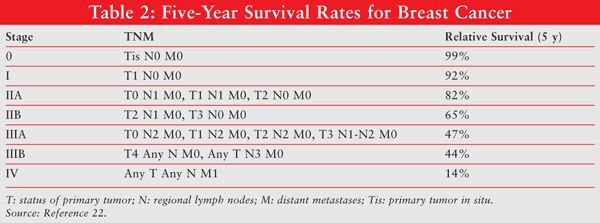 Table 2: Five-Year Survival Rates for Breast Cancer
Stage TNM Relative Survival (5 y)
0 Tis N0 M0 99%
I T1 N0 M0 92%
IIA T0 N1 M0, T1 N1 M0, T2 N0 M0 82%
IIB T2 N1 M0, T3 N0 M0 65%
IIIA T0 N2 M0, T1 N2 M0, T2 N2 M0, T3 N1-N2 M0 47%
IIIB T4 Any N M0, Any T N3 M0 44%
IV Any T Any N M1 14%
T: status of primary tumor; N: regional lymph nodes; M: distant metastases; Tis: primary tumor in situ.
Source: Reference 22.